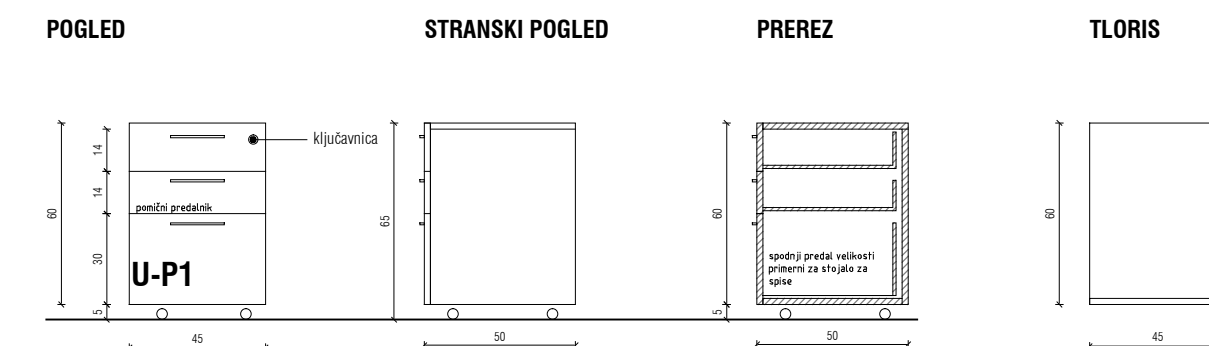 POGLED
STRANSKI POGLED
PREREZ
TLORIS
ključavnica
14
14
30
60
5
pomični predalnik
U-P1
45
65
50
60
5
spodnji predal velikosti
primerni za stojalo za
spise
50
60
45